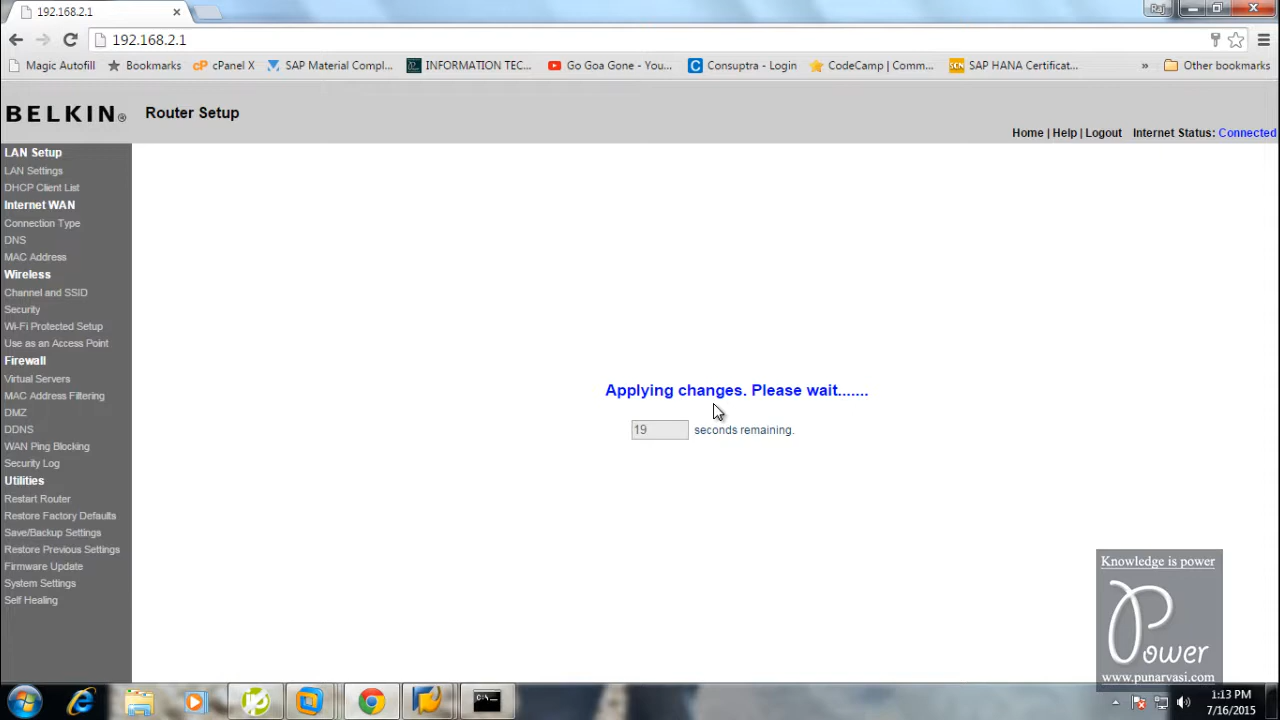 192.168.2.1
Raj
192.168.2.1
Magic Autofill
Bookmarks
cPanel X
SAP Material Compl...
INFORMATION TEC...
Go Goa Gone - You...
Consuptra - Login
CodeCamp | Comm...
SAP HANA Certificat...
»
Other bookmarks
BELKIN®
Router Setup
Home | Help | Logout Internet Status: Connected
LAN Setup
LAN Settings
DHCP Client List
Internet WAN
Connection Type
DNS
MAC Address
Wireless
Channel and SSID
Security
Wi-Fi Protected Setup
Use as an Access Point
Firewall
Virtual Servers
MAC Address Filtering
DMZ
DDNS
WAN Ping Blocking
Security Log
Utilities
Restart Router
Restore Factory Defaults
Save/Backup Settings
Restore Previous Settings
Firmware Update
System Settings
Self Healing
Applying changes. Please wait.......
19 seconds remaining.
Knowledge is power
Power
www.punarvasi.com
1:13 PM
7/16/2015